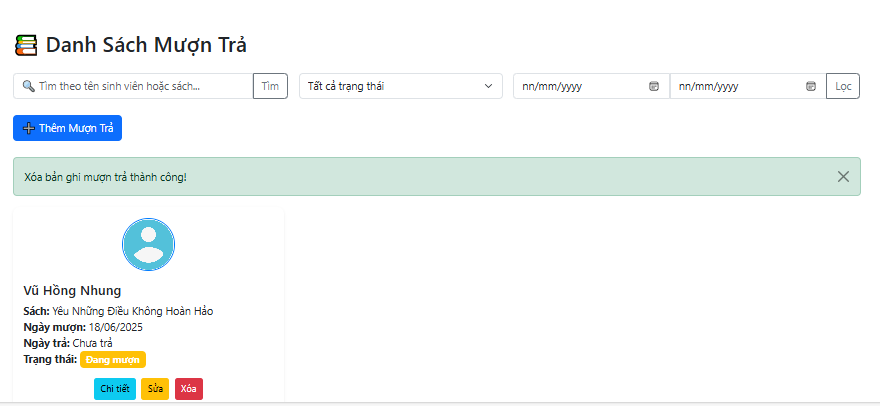 Danh Sách Mượn Trả
Tìm theo tên sinh viên hoặc sách... Tìm Tất cả trạng thái nn/mm/yyyy nn/mm/yyyy Lọc
Thêm Mượn Trả
Xóa bản ghi mượn trả thành công!
Vũ Hồng Nhung
Sách: Yêu Những Điều Không Hoàn Hảo
Ngày mượn: 18/06/2025
Ngày trả: Chưa trả
Trạng thái: Đang mượn
Chi tiết Sửa Xóa